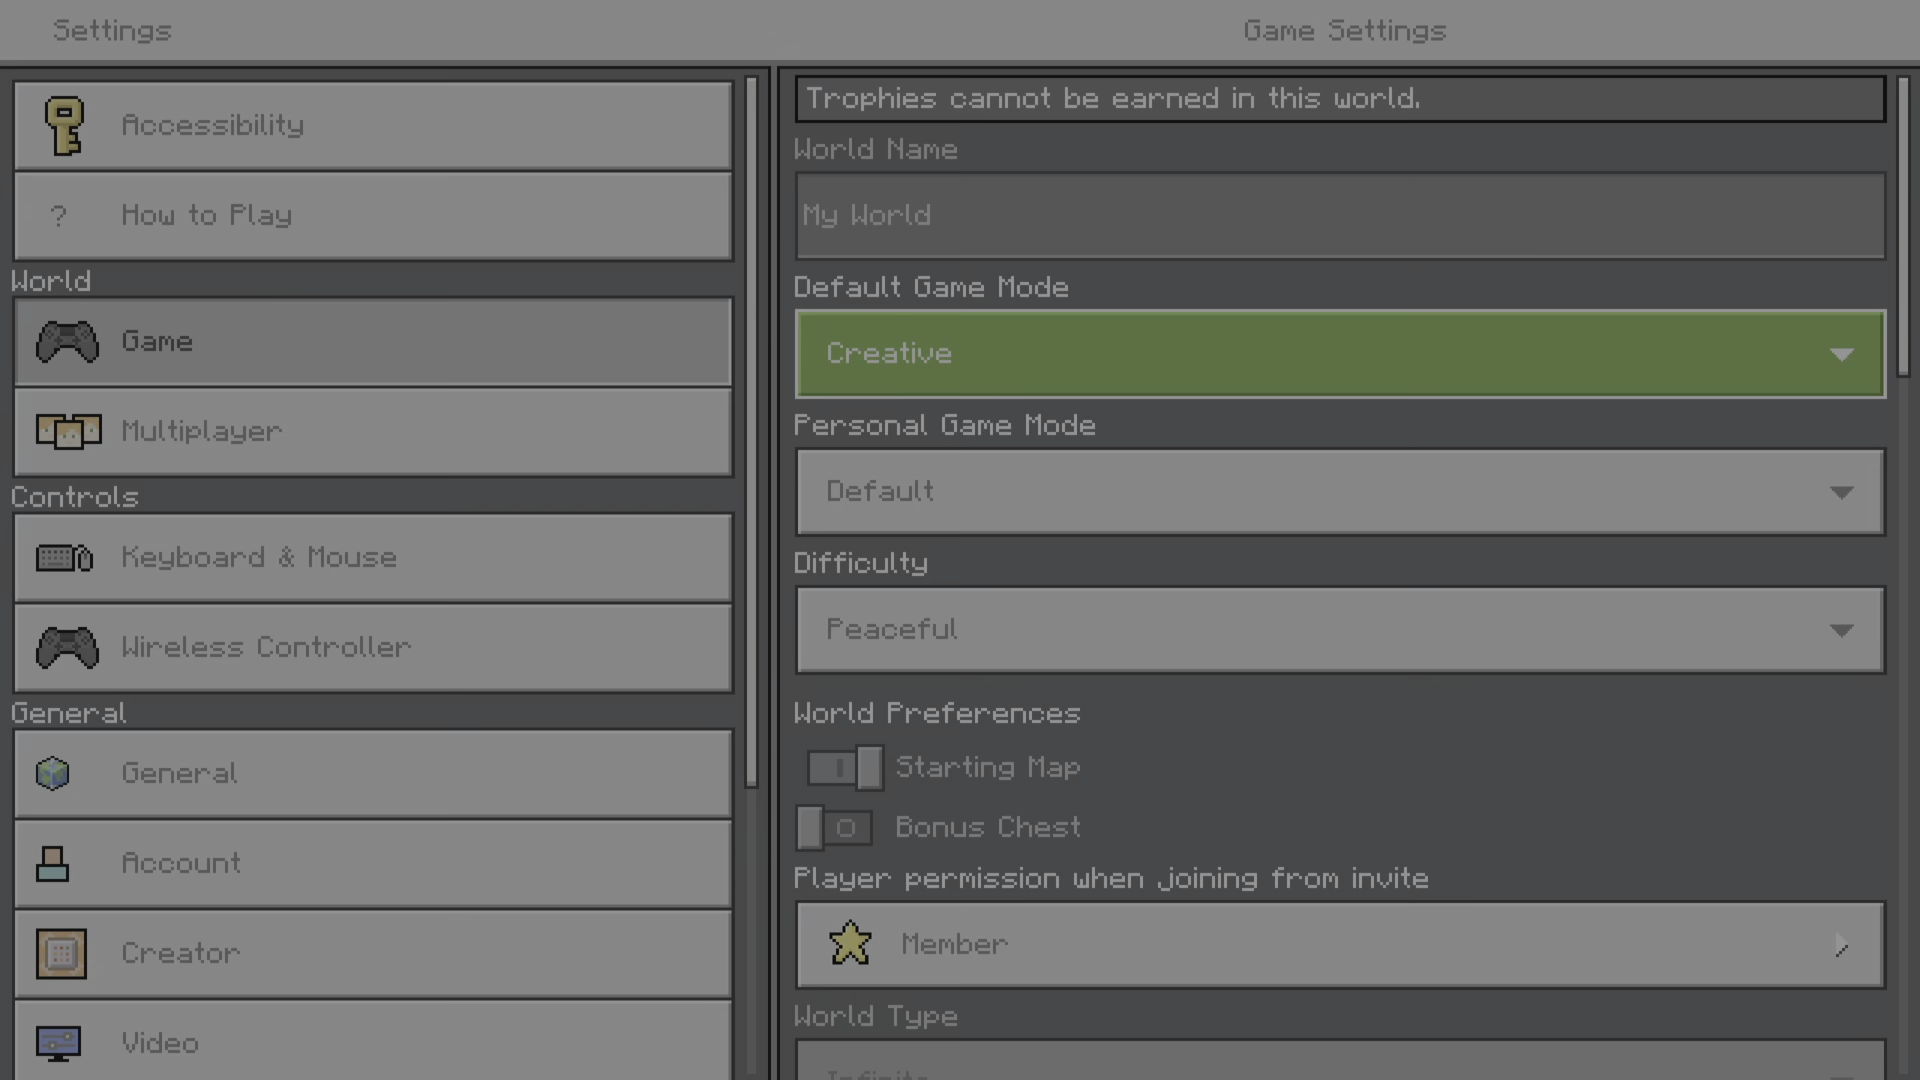 Settings
Game Settings
Accessibility
? How to Play
World
Game
Multiplayer
Controls
Keyboard & Mouse
Wireless Controller
General
General
Account
Creator
Video
Trophies cannot be earned in this world.
World Name
My World
Default Game Mode
Creative
Personal Game Mode
Default
Difficulty
Peaceful
World Preferences
Starting Map
Bonus Chest
Player permission when joining from invite
Member
World Type
Infinite